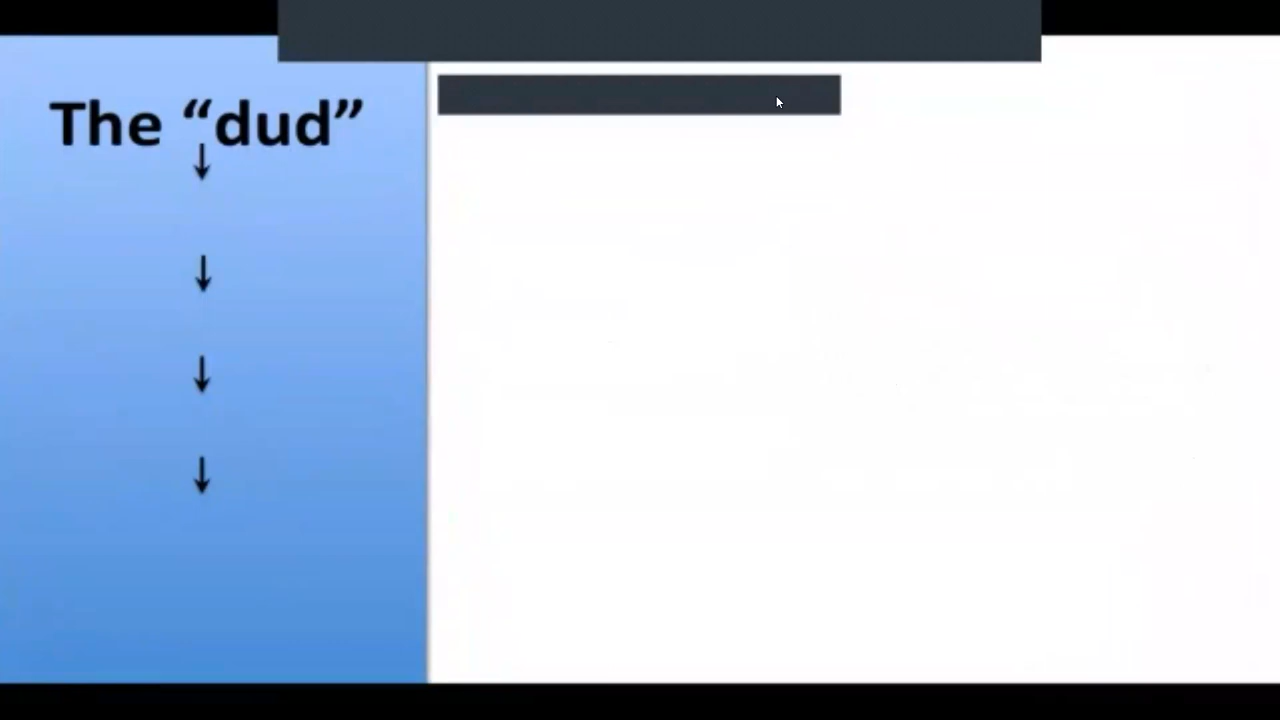 The “dud”
↓
↓
↓
↓